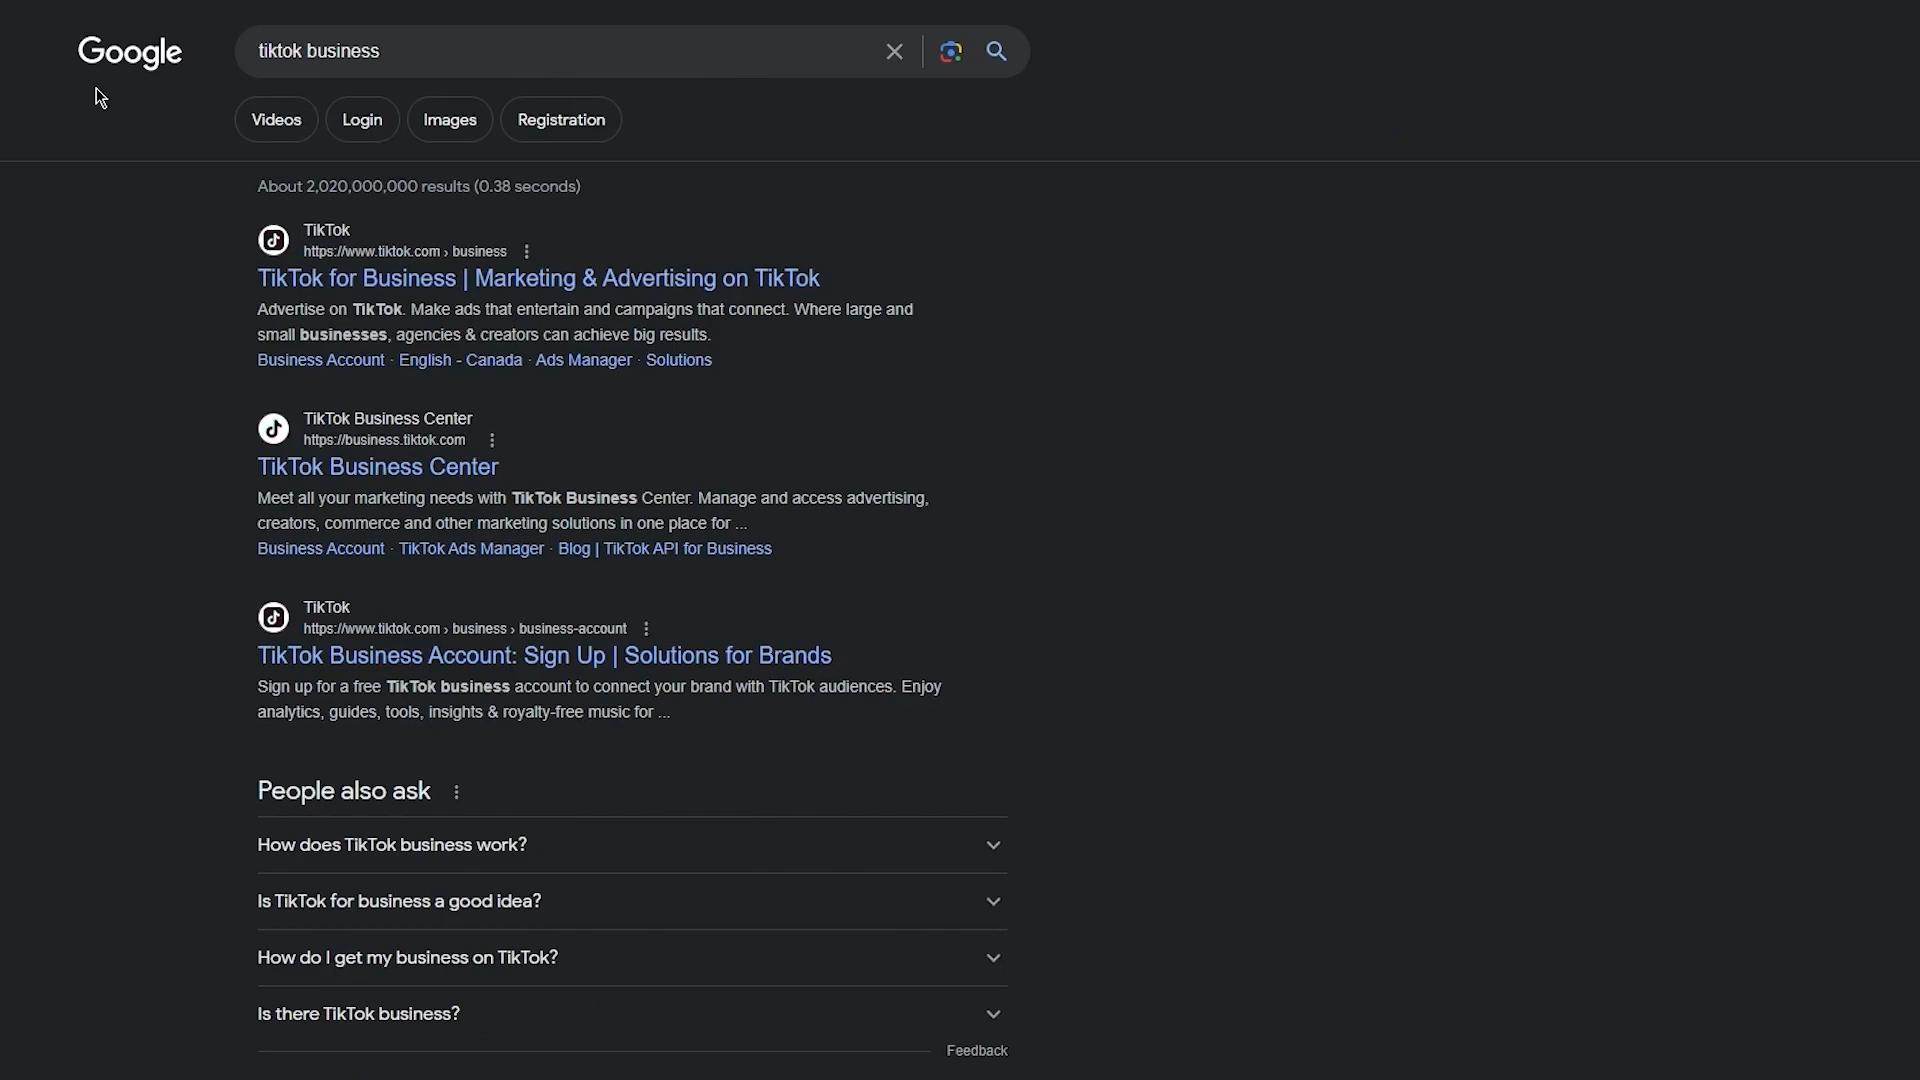 Google
tiktok business
Videos
Login
Images
Registration
About 2,020,000,000 results (0.38 seconds)
TikTok
https://www.tiktok.com › business
TikTok for Business | Marketing & Advertising on TikTok
Advertise on TikTok. Make ads that entertain and campaigns that connect. Where large and
small businesses, agencies & creators can achieve big results.
Business Account · English - Canada · Ads Manager · Solutions
TikTok Business Center
https://business.tiktok.com
TikTok Business Center
Meet all your marketing needs with TikTok Business Center. Manage and access advertising,
creators, commerce and other marketing solutions in one place for ...
Business Account · TikTok Ads Manager · Blog | TikTok API for Business
TikTok
https://www.tiktok.com › business › business-account
TikTok Business Account: Sign Up | Solutions for Brands
Sign up for a free TikTok business account to connect your brand with TikTok audiences. Enjoy
analytics, guides, tools, insights & royalty-free music for ...
People also ask
How does TikTok business work?
Is TikTok for business a good idea?
How do I get my business on TikTok?
Is there TikTok business?
Feedback